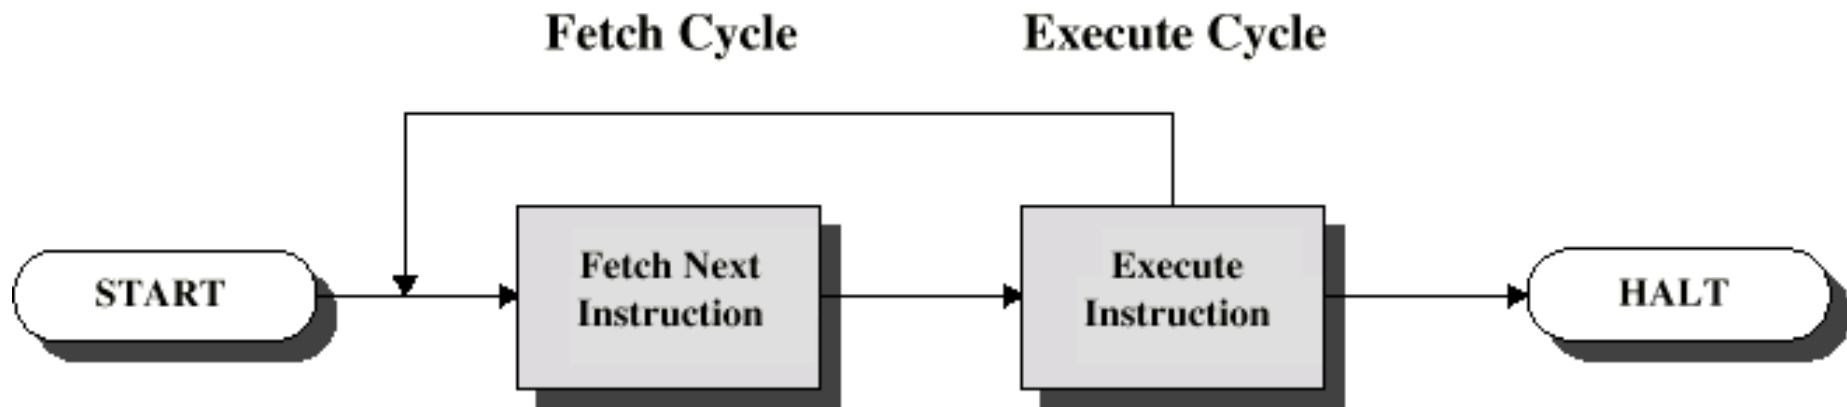 Fetch Cycle
Execute Cycle
START
Fetch Next
Instruction
Execute
Instruction
HALT